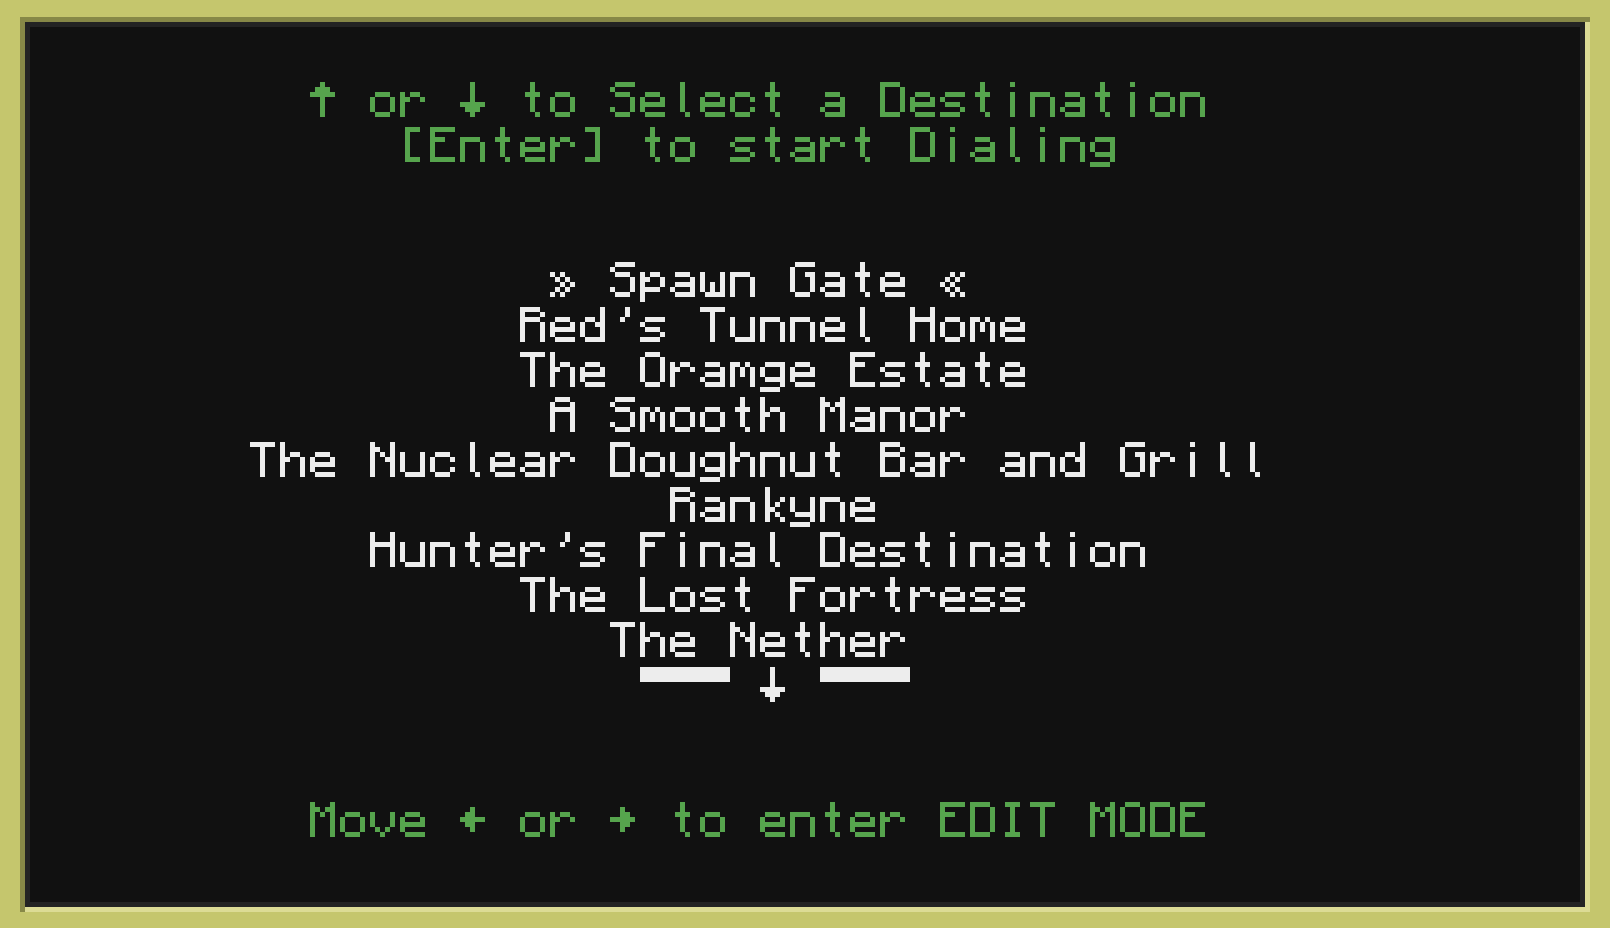 ↑ or ↓ to Select a Destination
[Enter] to start Dialing
» Spawn Gate «
Red's Tunnel Home
The Oramge Estate
A Smooth Manor
The Nuclear Doughnut Bar and Grill
Rankyne
Hunter's Final Destination
The Lost Fortress
The Nether
↓
Move ← or → to enter EDIT MODE